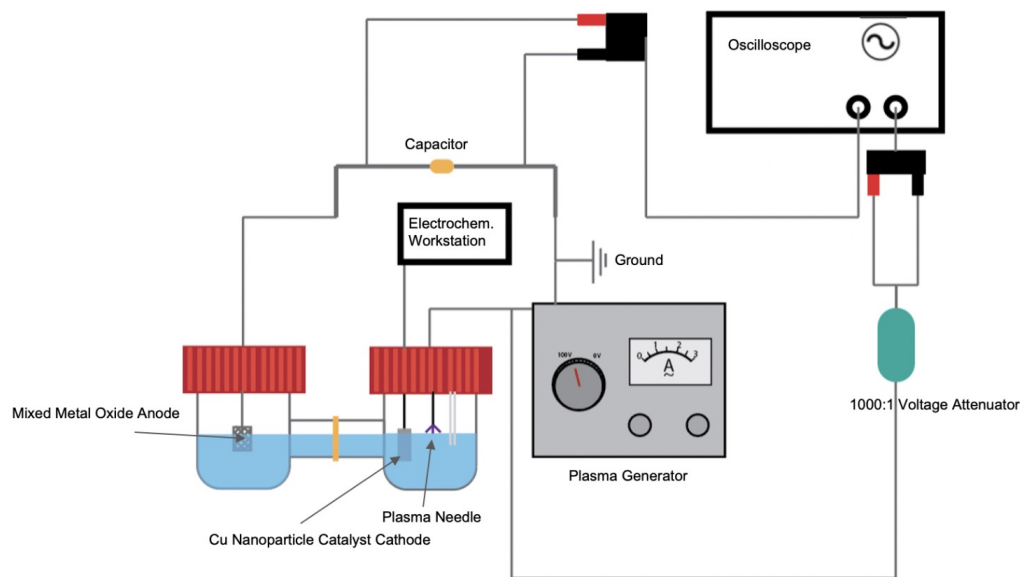 Oscilloscope
Capacitor
Electrochem.
Workstation
Ground
100V
0V
0 1 2 3
A
Mixed Metal Oxide Anode
1000:1 Voltage Attenuator
Plasma Generator
Plasma Needle
Cu Nanoparticle Catalyst Cathode